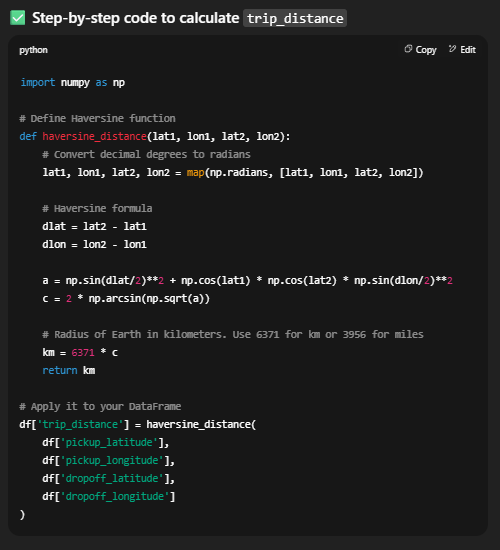 ✅ Step-by-step code to calculate trip_distance
python
Copy
Edit
import numpy as np
# Define Haversine function
def haversine_distance(lat1, lon1, lat2, lon2):
    # Convert decimal degrees to radians
    lat1, lon1, lat2, lon2 = map(np.radians, [lat1, lon1, lat2, lon2])
    # Haversine formula
    dlat = lat2 - lat1
    dlon = lon2 - lon1
    a = np.sin(dlat/2)**2 + np.cos(lat1) * np.cos(lat2) * np.sin(dlon/2)**2
    c = 2 * np.arcsin(np.sqrt(a))
    # Radius of Earth in kilometers. Use 6371 for km or 3956 for miles
    km = 6371 * c
    return km
# Apply it to your DataFrame
df['trip_distance'] = haversine_distance(
    df['pickup_latitude'],
    df['pickup_longitude'],
    df['dropoff_latitude'],
    df['dropoff_longitude']
)